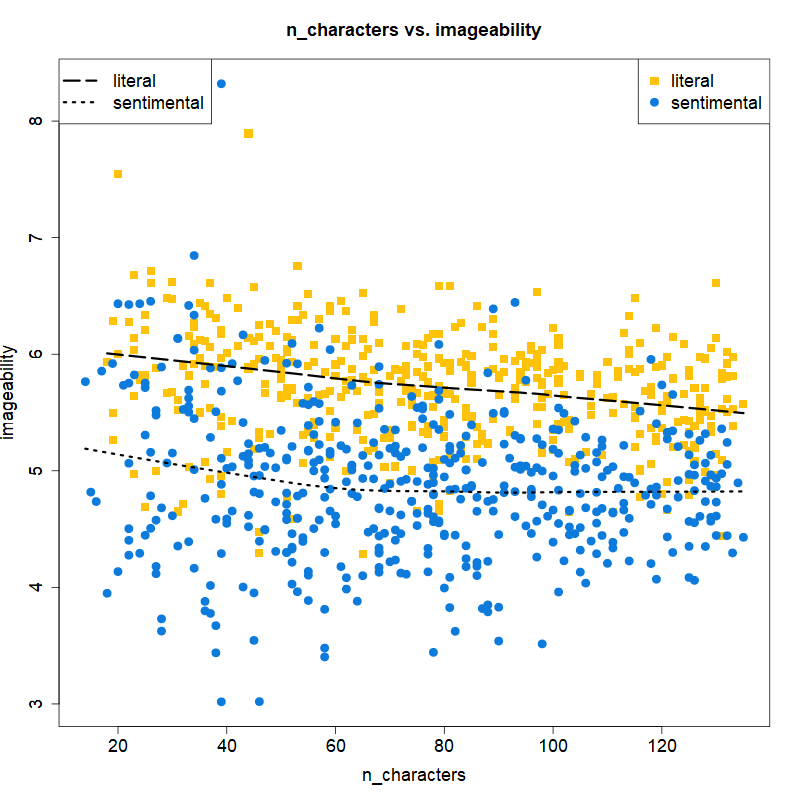 n_characters vs. imageability
literal
sentimental
literal
sentimental
imageability
8
7
6
5
4
3
20
40
60
80
100
120
n_characters